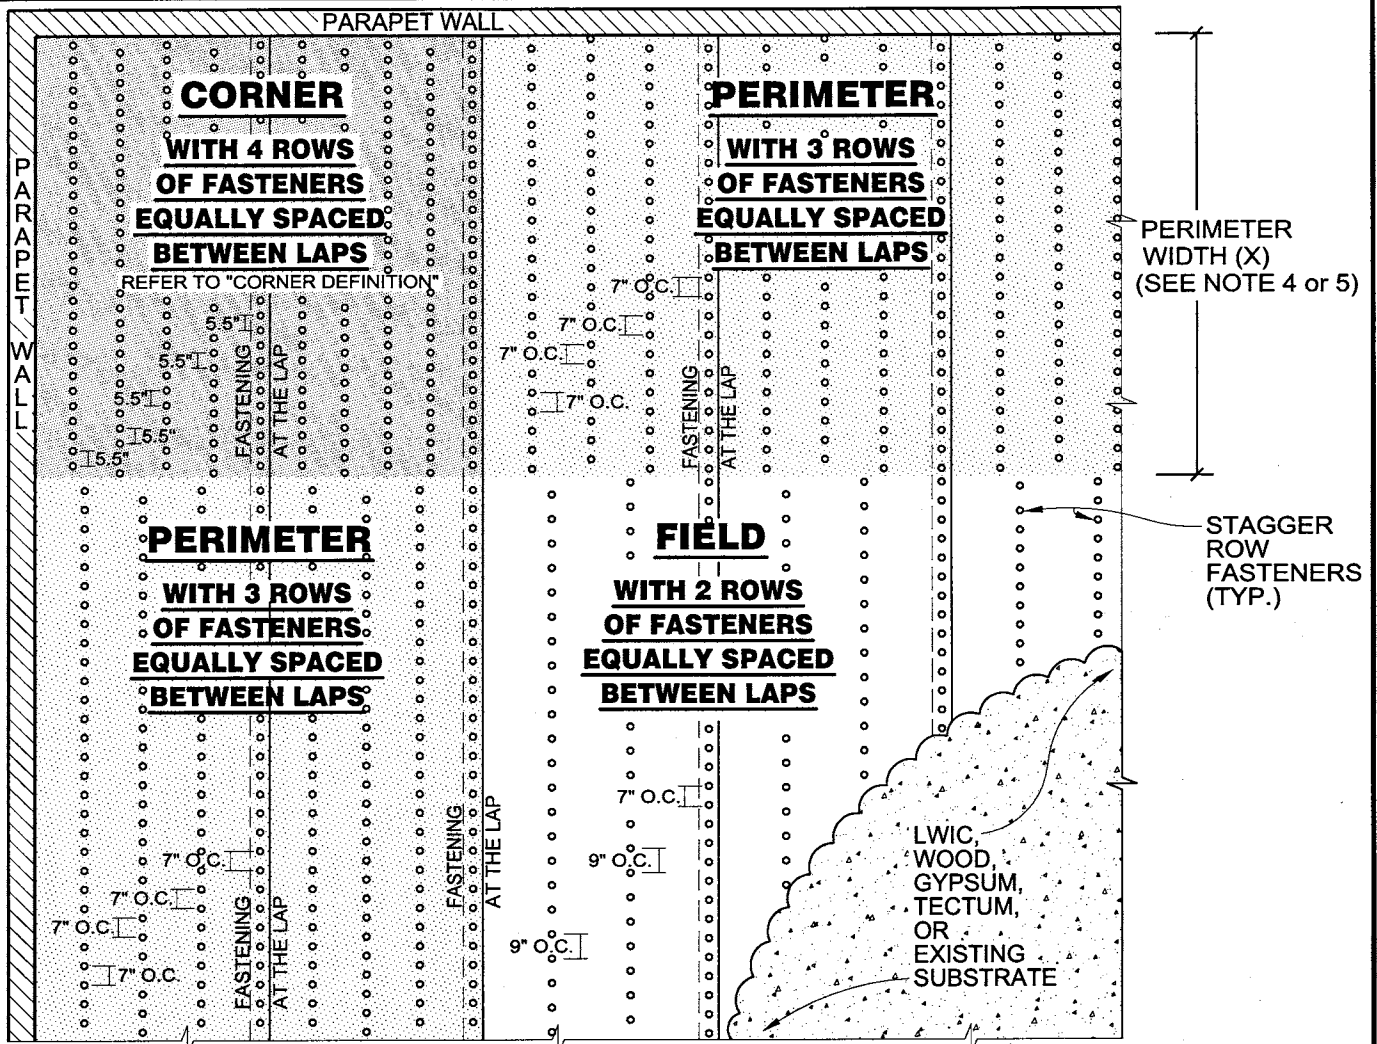 PARAPET WALL
PARAPET WALL
CORNER
WITH 4 ROWS
OF FASTENERS
EQUALLY SPACED
BETWEEN LAPS
REFER TO "CORNER DEFINITION"
5.5"
5.5"
5.5"
5.5"
5.5"
FASTENING
AT THE LAP
PERIMETER
WITH 3 ROWS
OF FASTENERS
EQUALLY SPACED
BETWEEN LAPS
7" O.C.
7" O.C.
7" O.C.
7" O.C.
FASTENING
AT THE LAP
PERIMETER
WIDTH (X)
(SEE NOTE 4 or 5)
PERIMETER
WITH 3 ROWS
OF FASTENERS
EQUALLY SPACED
BETWEEN LAPS
7" O.C.
7" O.C.
7" O.C.
7" O.C.
FASTENING
AT THE LAP
FASTENING
AT THE LAP
FIELD
WITH 2 ROWS
OF FASTENERS
EQUALLY SPACED
BETWEEN LAPS
7" O.C.
9" O.C.
9" O.C.
STAGGER
ROW
FASTENERS
(TYP.)
LWIC,
WOOD,
GYPSUM,
TECTUM,
OR
EXISTING
SUBSTRATE